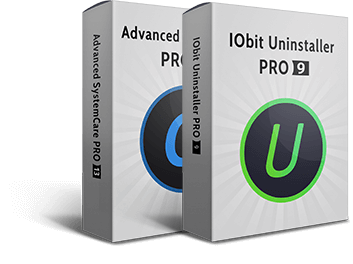 Advanced SystemCare PRO 13
Advanced
PRO
IObit Uninstaller PRO 9
IObit Uninstaller
PRO 9
U